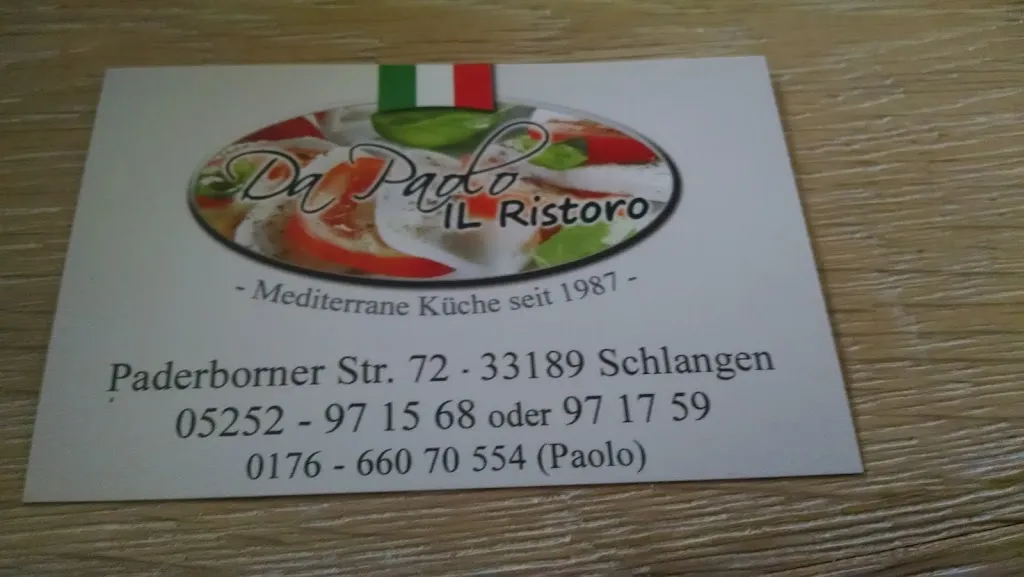 Da Paolo
IL Ristoro
- Mediterrane Küche seit 1987 -
Paderborner Str. 72 · 33189 Schlangen
05252 - 97 15 68 oder 97 17 59
0176 - 660 70 554 (Paolo)